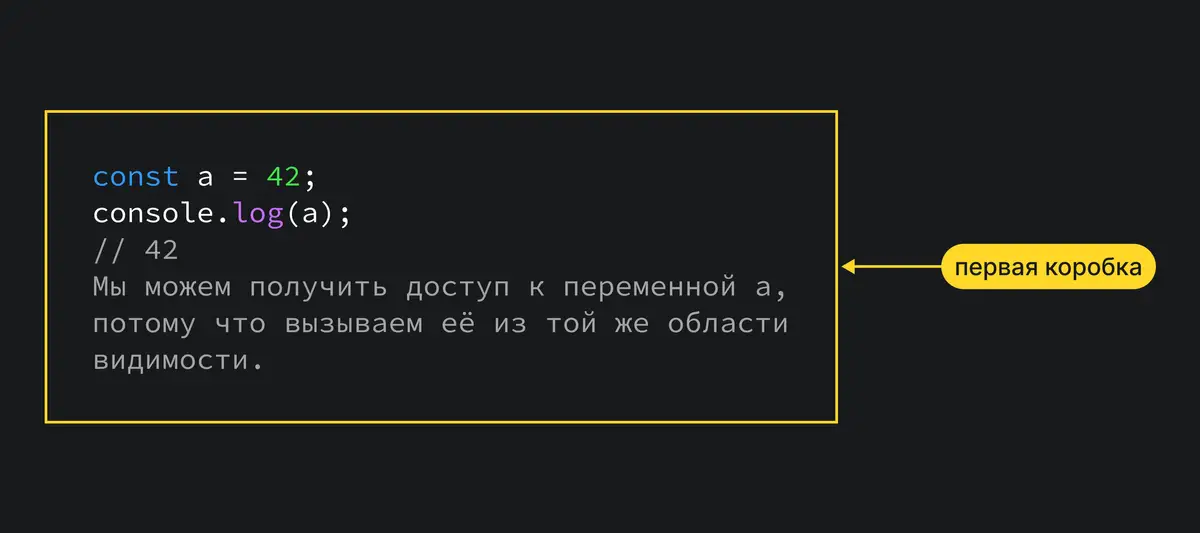 const a = 42;
console.log(a);
// 42
Мы можем получить доступ к переменной a,
потому что вызываем её из той же области
видимости.
первая коробка